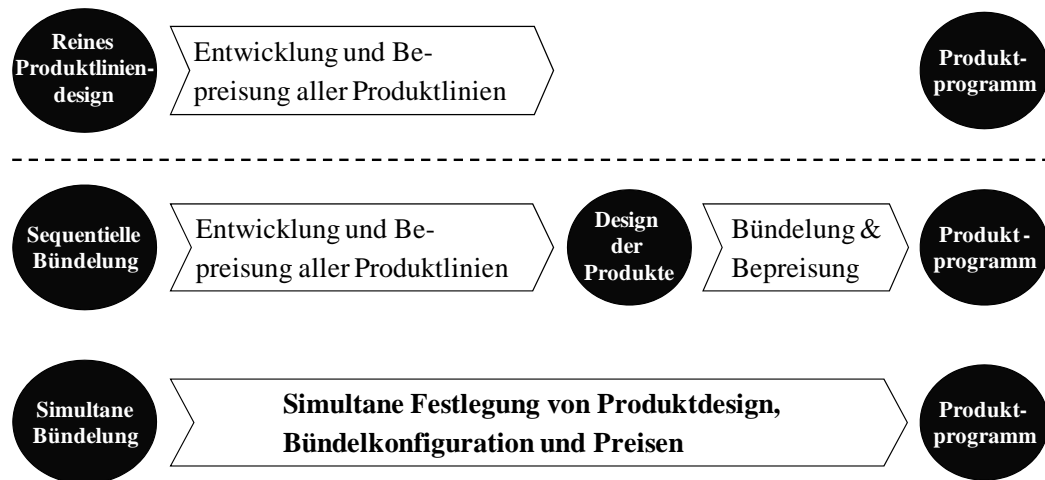 Reines
Produktlinien-
design
Entwicklung und Be-
preisung aller Produktlinien
Produkt-
programm
Sequentielle
Bündelung
Entwicklung und Be-
preisung aller Produktlinien
Design
der
Produkte
Bündelung &
Bepreisung
Produkt-
programm
Simultane
Bündelung
Simultane Festlegung von Produktdesign,
Bündelkonfiguration und Preisen
Produkt-
programm